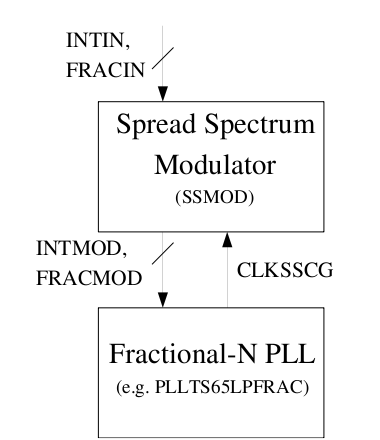 INTIN,
FRACIN
Spread Spectrum
Modulator
(SSMOD)
INTMOD,
FRACMOD
CLKSSCG
Fractional-N PLL
(e.g. PLLTS65LPFRAC)